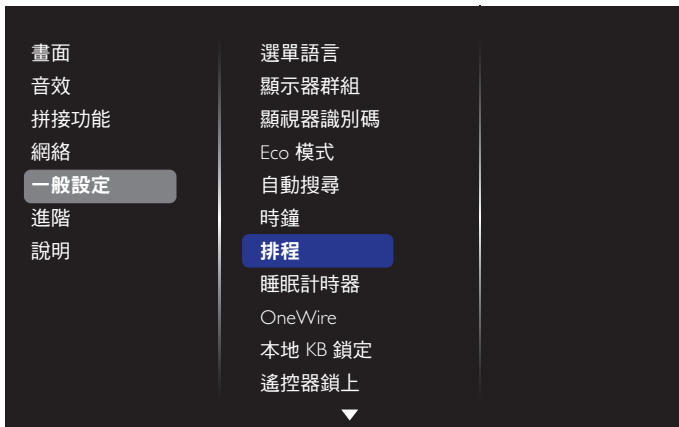 畫面
音效
拼接功能
網絡
一般設定
進階
說明
選單語言
顯示器群組
顯視器識別碼
Eco 模式
自動搜尋
時鐘
排程
睡眠計時器
OneWire
本地 KB 鎖定
遙控器鎖上